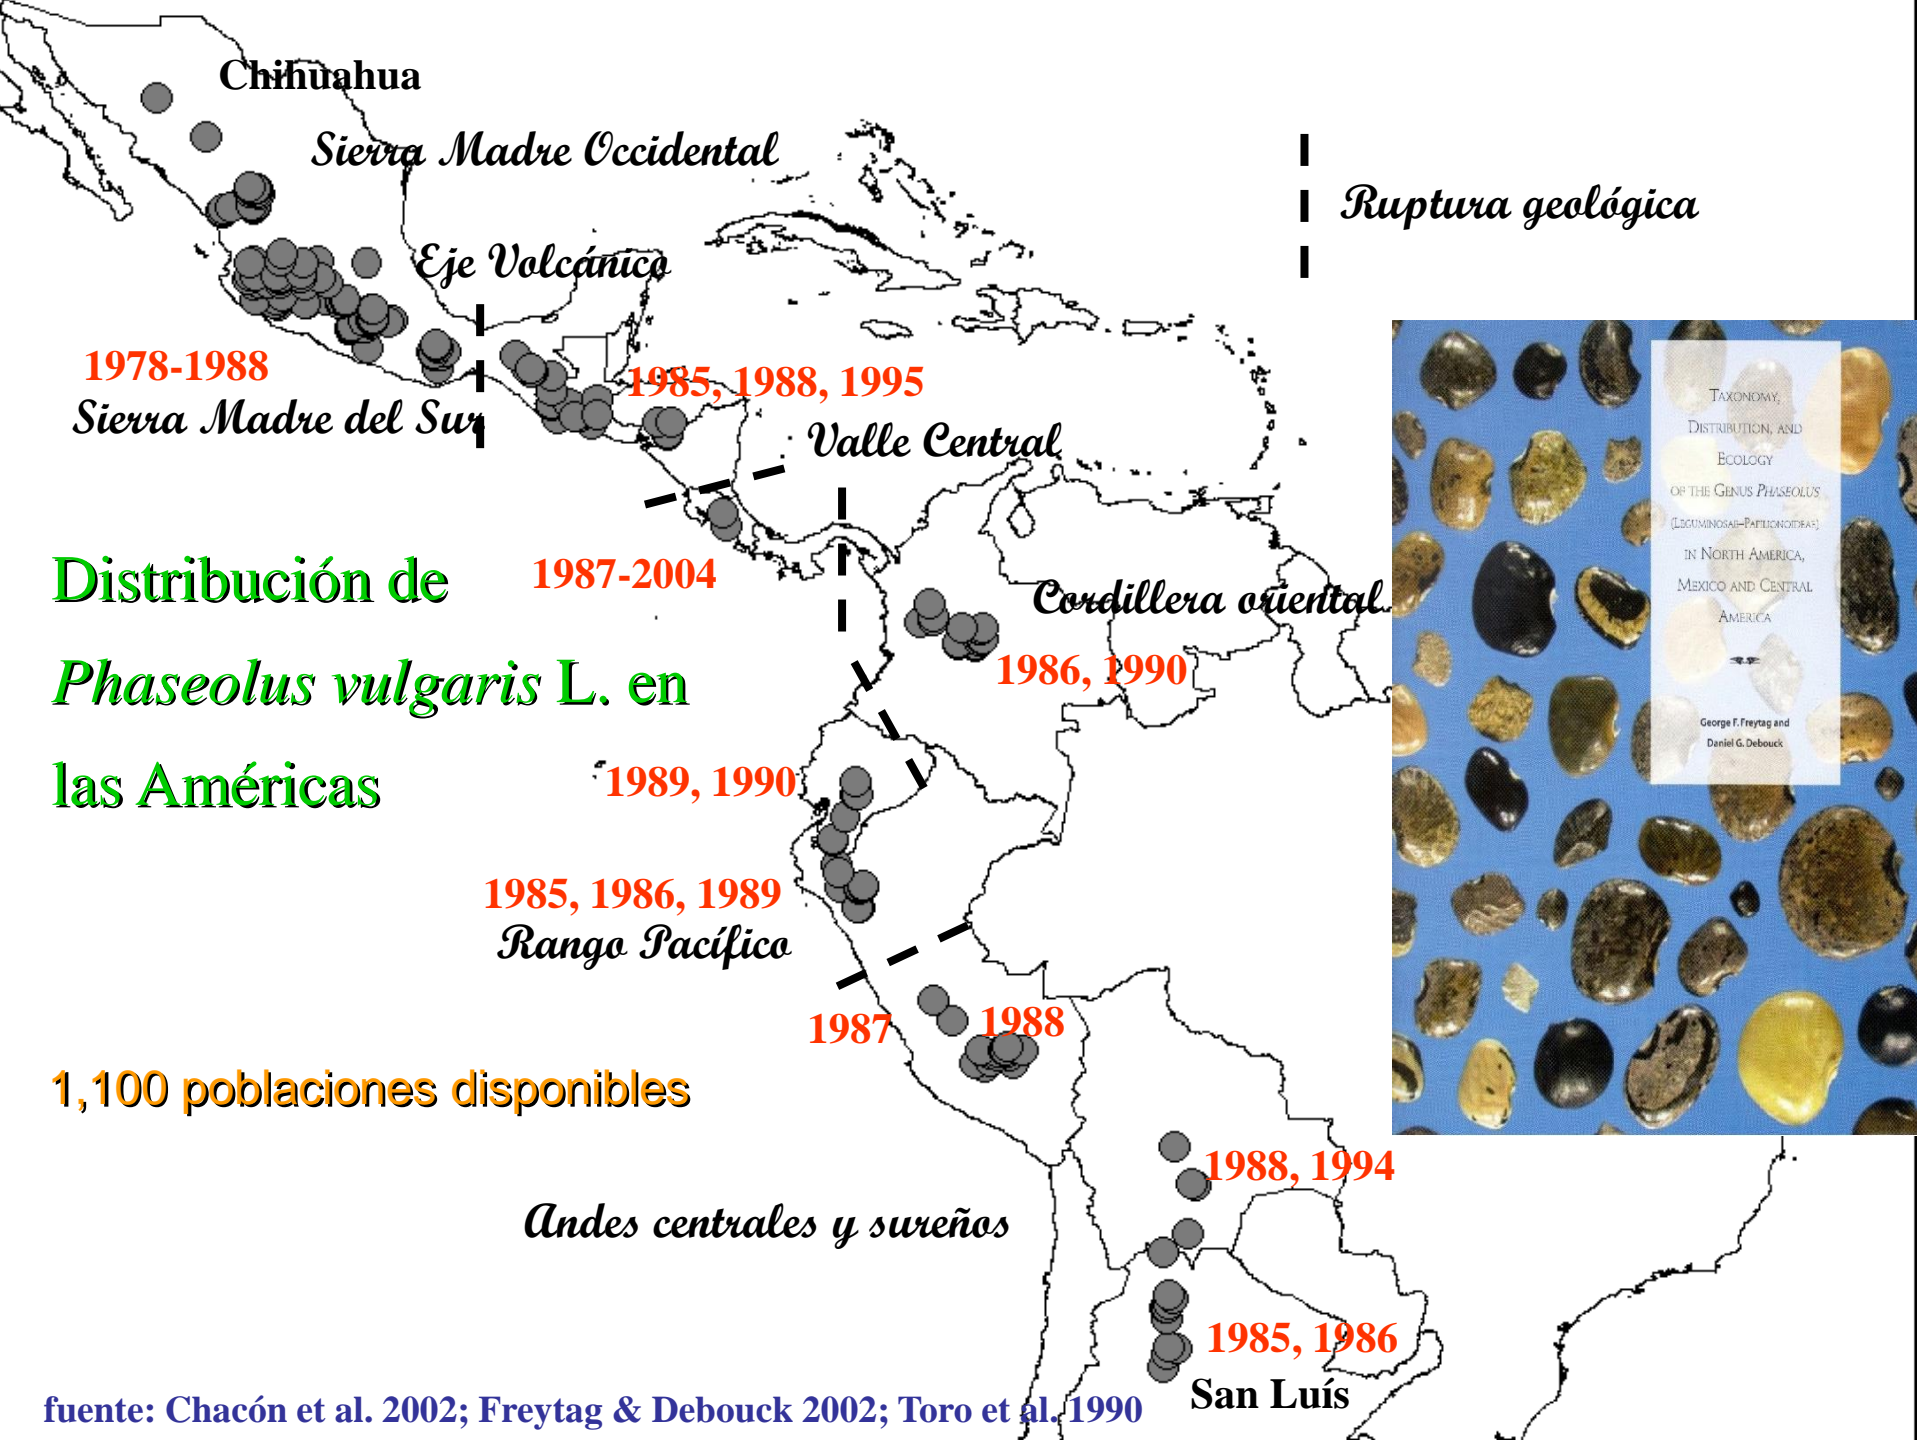 Chihuahua
Sierra Madre Occidental
Ruptura geológica
Eje Volcánico
1978-1988
Sierra Madre del Sur
1985, 1988, 1995
Valle Central
Distribución de
Phaseolus vulgaris L. en
las Américas
1987-2004
Cordillera oriental
1986, 1990
1989, 1990
1985, 1986, 1989
Rango Pacífico
1987
1988
1,100 poblaciones disponibles
1988, 1994
Andes centrales y sureños
1985, 1986
San Luís
fuente: Chacón et al. 2002; Freytag & Debouck 2002; Toro et al. 1990
TAXONOMY,
DISTRIBUTION, AND
ECOLOGY
OF THE GENUS PHASEOLUS
(LEGUMINOSAE–PAPILIONOIDEAE)
IN NORTH AMERICA,
MEXICO AND CENTRAL
AMERICA
George F. Freytag and
Daniel G. Debouck